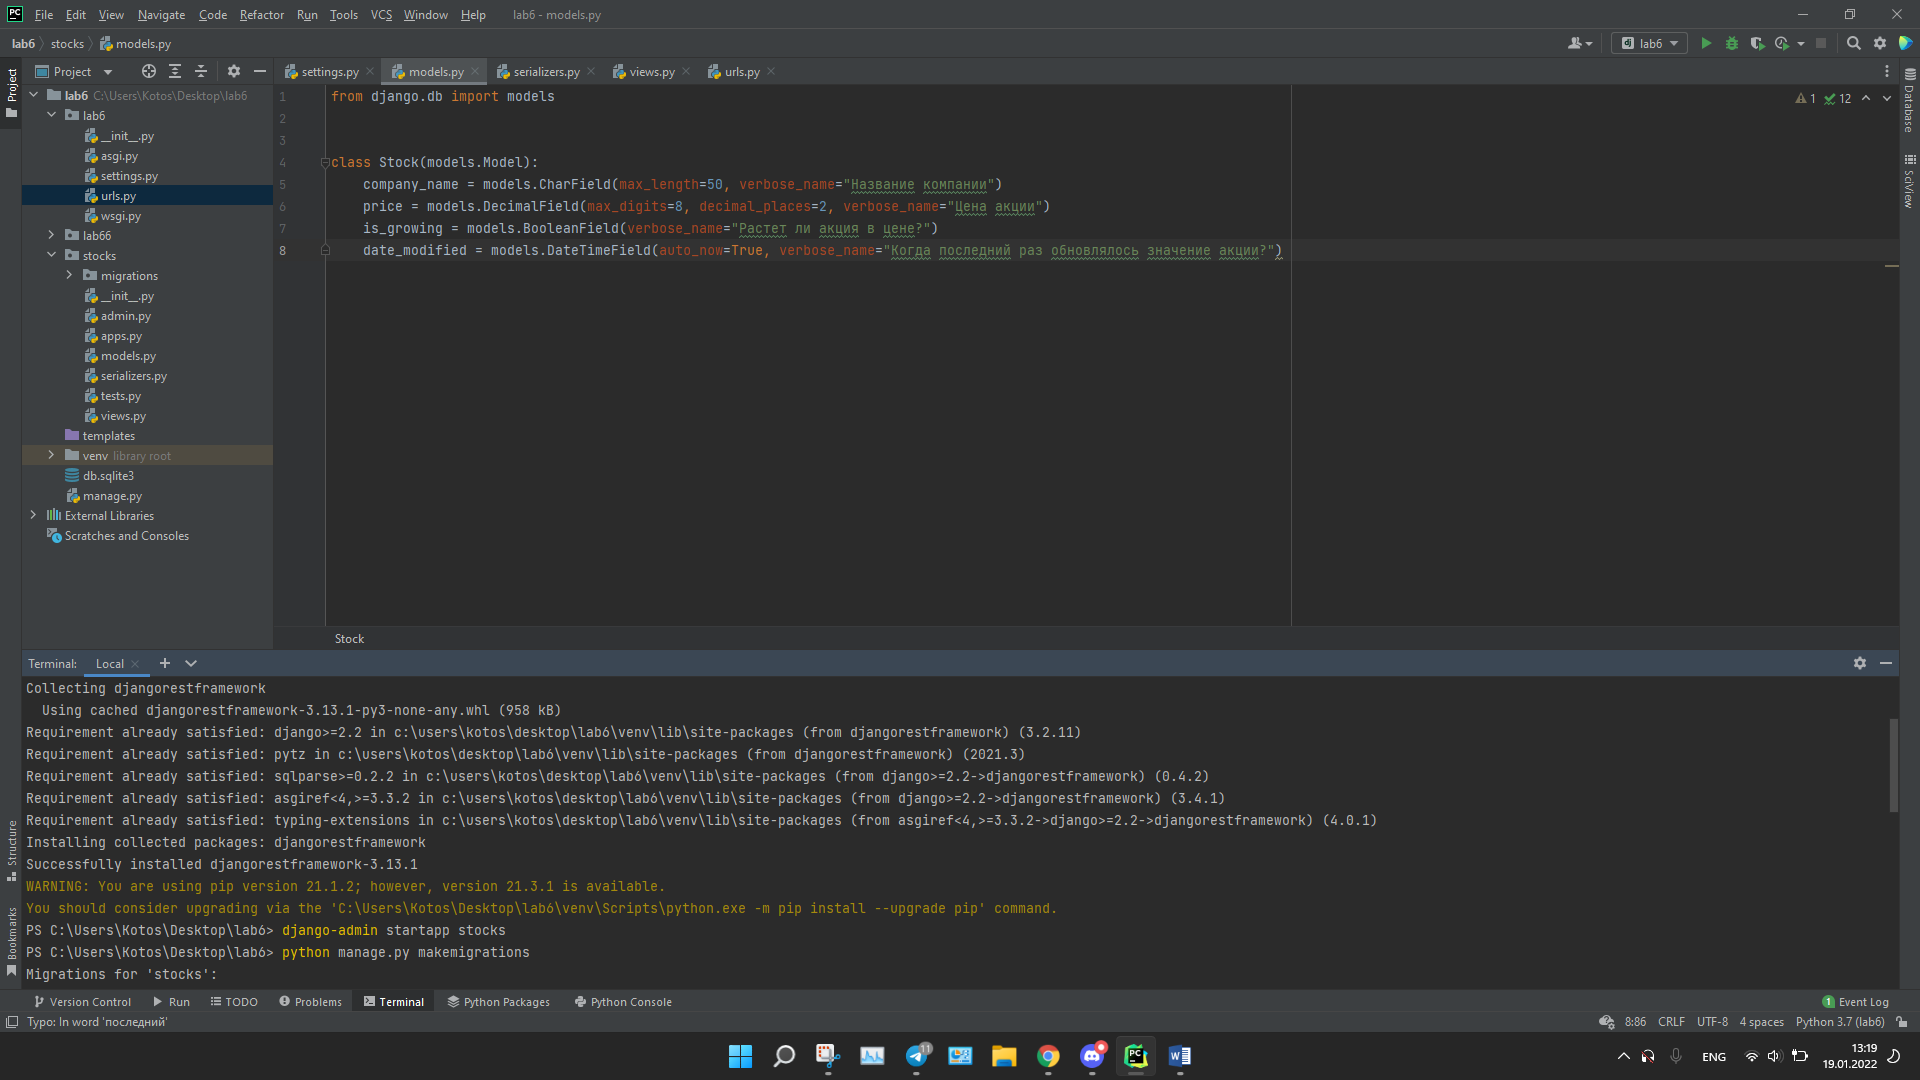 File Edit View Navigate Code Refactor Run Tools VCS Window Help lab6 - models.py
lab6 stocks models.py
lab6
Project
settings.py models.py serializers.py views.py urls.py
lab6 C:\Users\Kotos\Desktop\lab6
lab6
__init__.py
asgi.py
settings.py
urls.py
wsgi.py
lab66
stocks
migrations
__init__.py
admin.py
apps.py
models.py
serializers.py
tests.py
views.py
templates
venv library root
db.sqlite3
manage.py
External Libraries
Scratches and Consoles
1 from django.db import models
2
3
4 class Stock(models.Model):
5 company_name = models.CharField(max_length=50, verbose_name="Название компании")
6 price = models.DecimalField(max_digits=8, decimal_places=2, verbose_name="Цена акции")
7 is_growing = models.BooleanField(verbose_name="Растет ли акция в цене?")
8 date_modified = models.DateTimeField(auto_now=True, verbose_name="Когда последний раз обновлялось значение акции?")
1 12
Stock
Project
Structure
Bookmarks
Database
SciView
Terminal: Local
Collecting djangorestframework
Using cached djangorestframework-3.13.1-py3-none-any.whl (958 kB)
Requirement already satisfied: django>=2.2 in c:\users\kotos\desktop\lab6\venv\lib\site-packages (from djangorestframework) (3.2.11)
Requirement already satisfied: pytz in c:\users\kotos\desktop\lab6\venv\lib\site-packages (from djangorestframework) (2021.3)
Requirement already satisfied: sqlparse>=0.2.2 in c:\users\kotos\desktop\lab6\venv\lib\site-packages (from django>=2.2->djangorestframework) (0.4.2)
Requirement already satisfied: asgiref<4,>=3.3.2 in c:\users\kotos\desktop\lab6\venv\lib\site-packages (from django>=2.2->djangorestframework) (3.4.1)
Requirement already satisfied: typing-extensions in c:\users\kotos\desktop\lab6\venv\lib\site-packages (from asgiref<4,>=3.3.2->django>=2.2->djangorestframework) (4.0.1)
Installing collected packages: djangorestframework
Successfully installed djangorestframework-3.13.1
WARNING: You are using pip version 21.1.2; however, version 21.3.1 is available.
You should consider upgrading via the 'C:\Users\Kotos\Desktop\lab6\venv\Scripts\python.exe -m pip install --upgrade pip' command.
PS C:\Users\Kotos\Desktop\lab6> django-admin startapp stocks
PS C:\Users\Kotos\Desktop\lab6> python manage.py makemigrations
Migrations for 'stocks':
Version Control Run TODO Problems Terminal Python Packages Python Console 1 Event Log
Typo: In word 'последний' 8:86 CRLF UTF-8 4 spaces Python 3.7 (lab6)
11
ENG
13:19
19.01.2022